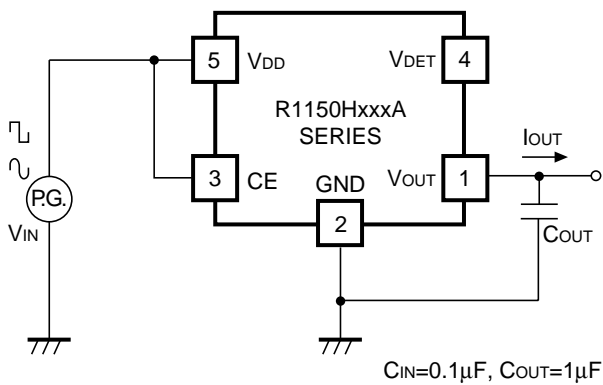 5
VDD
VDET
4
R1150HxxxA
SERIES
IOUT
3
CE
GND
VOUT
1
P.G.
2
VIN
COUT
CIN=0.1μF, COUT=1μF